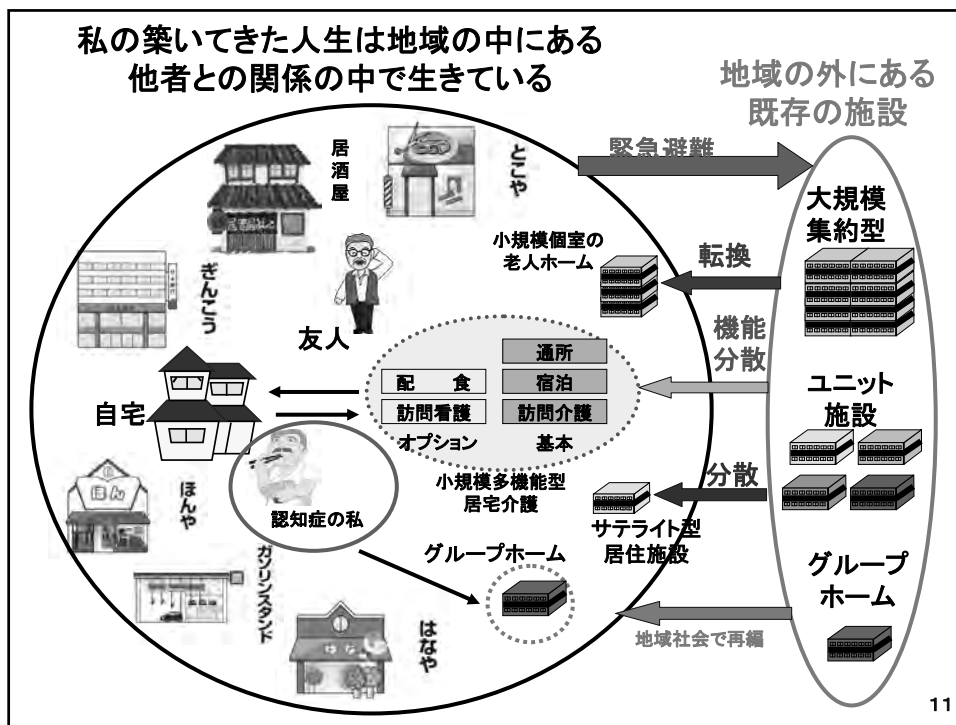 私の築いてきた人生は地域の中にある
他者との関係の中で生きている
地域の外にある
既存の施設
緊急避難
居酒屋
とこや
大規模
集約型
小規模個室の
老人ホーム
転換
ぎんこう
友人
機能
分散
通所
配　食
宿泊
訪問看護
訪問介護
オプション
基本
ユニット
施設
自宅
小規模多機能型
居宅介護
分散
ほん
ほんや
認知症の私
サテライト型
居住施設
グループホーム
グループ
ホーム
ガソリンスタンド
はな
はなや
地域社会で再編
11